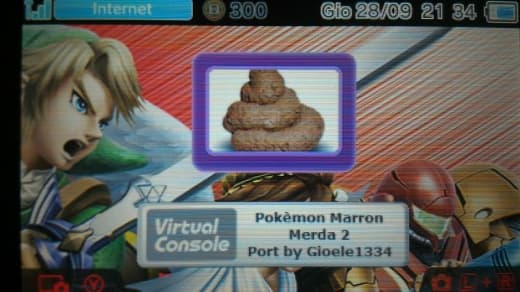 Internet 300 Gio 28/09 21 34
Virtual Console
Pokèmon Marron
Merda 2
Port by Gioele1334
Y L+R